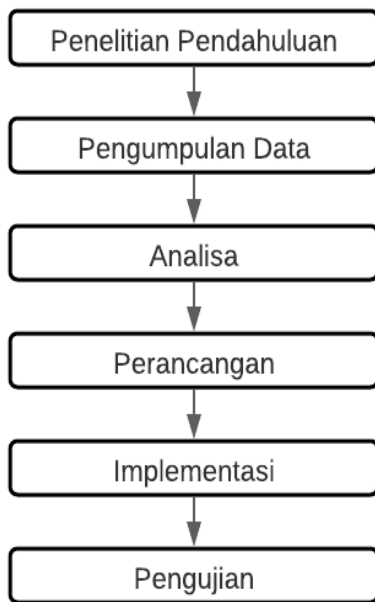 Penelitian Pendahuluan
Pengumpulan Data
Analisa
Perancangan
Implementasi
Pengujian